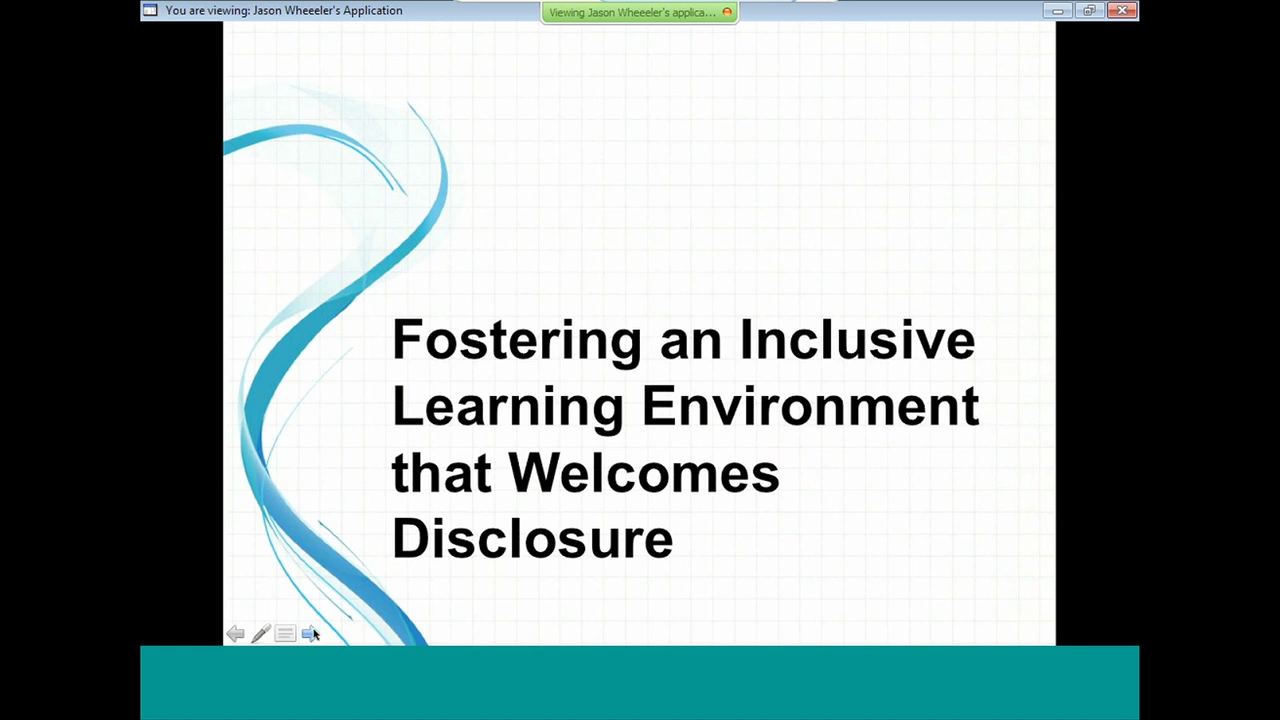 You are viewing: Jason Wheeeler's Application
Viewing Jason Wheeeler's applica...
Fostering an Inclusive
Learning Environment
that Welcomes
Disclosure